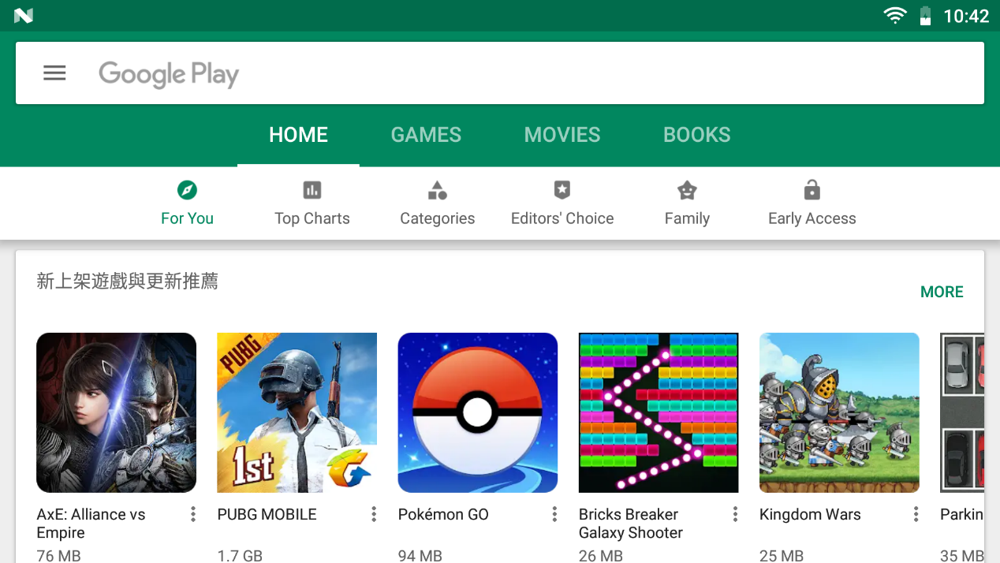 10:42
Google Play
HOME GAMES MOVIES BOOKS
For You Top Charts Categories Editors' Choice Family Early Access
新上架遊戲與更新推薦
MORE
PUBG
1st
AxE: Alliance vs Empire
PUBG MOBILE
Pokémon GO
Bricks Breaker Galaxy Shooter
Kingdom Wars
Parkin
76 MB 1.7 GB 94 MB 26 MB 25 MB 35 MB